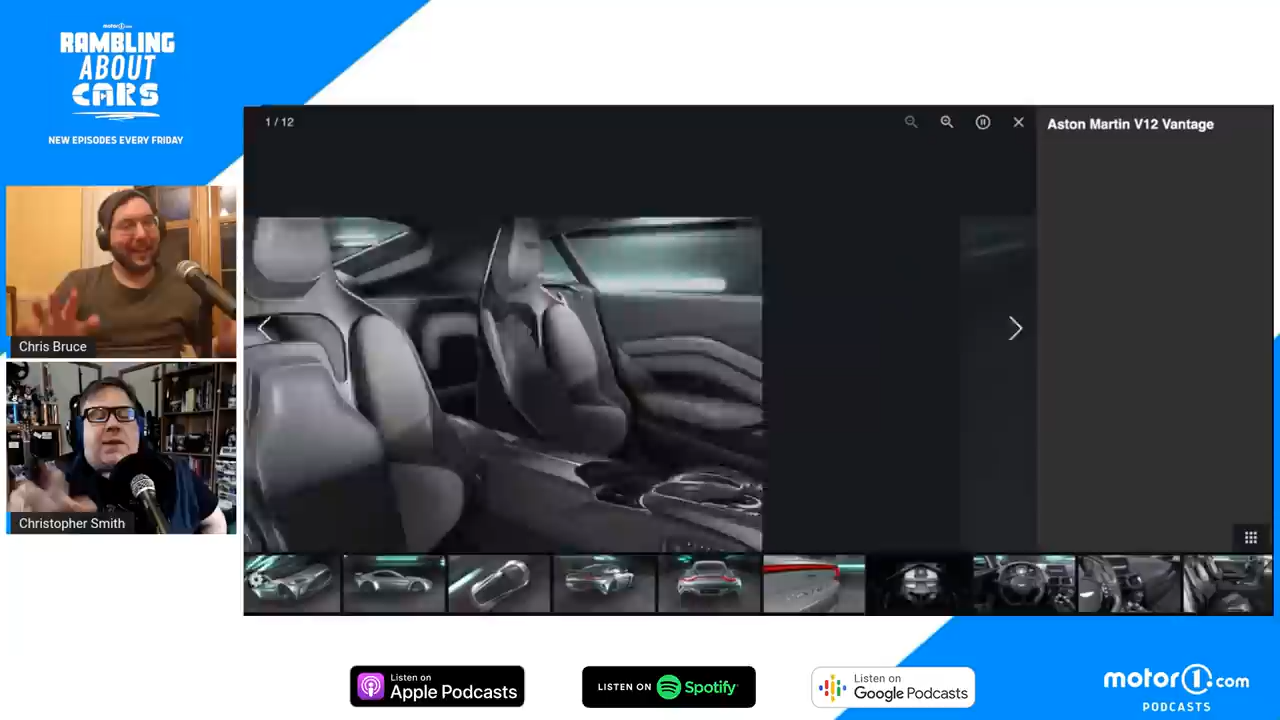 motor1.com
RAMBLING
ABOUT
CARS
NEW EPISODES EVERY FRIDAY
1 / 12
Aston Martin V12 Vantage
Chris Bruce
Christopher Smith
Listen on
Apple Podcasts
LISTEN ON Spotify
Listen on
Google Podcasts
motor1.com
PODCASTS